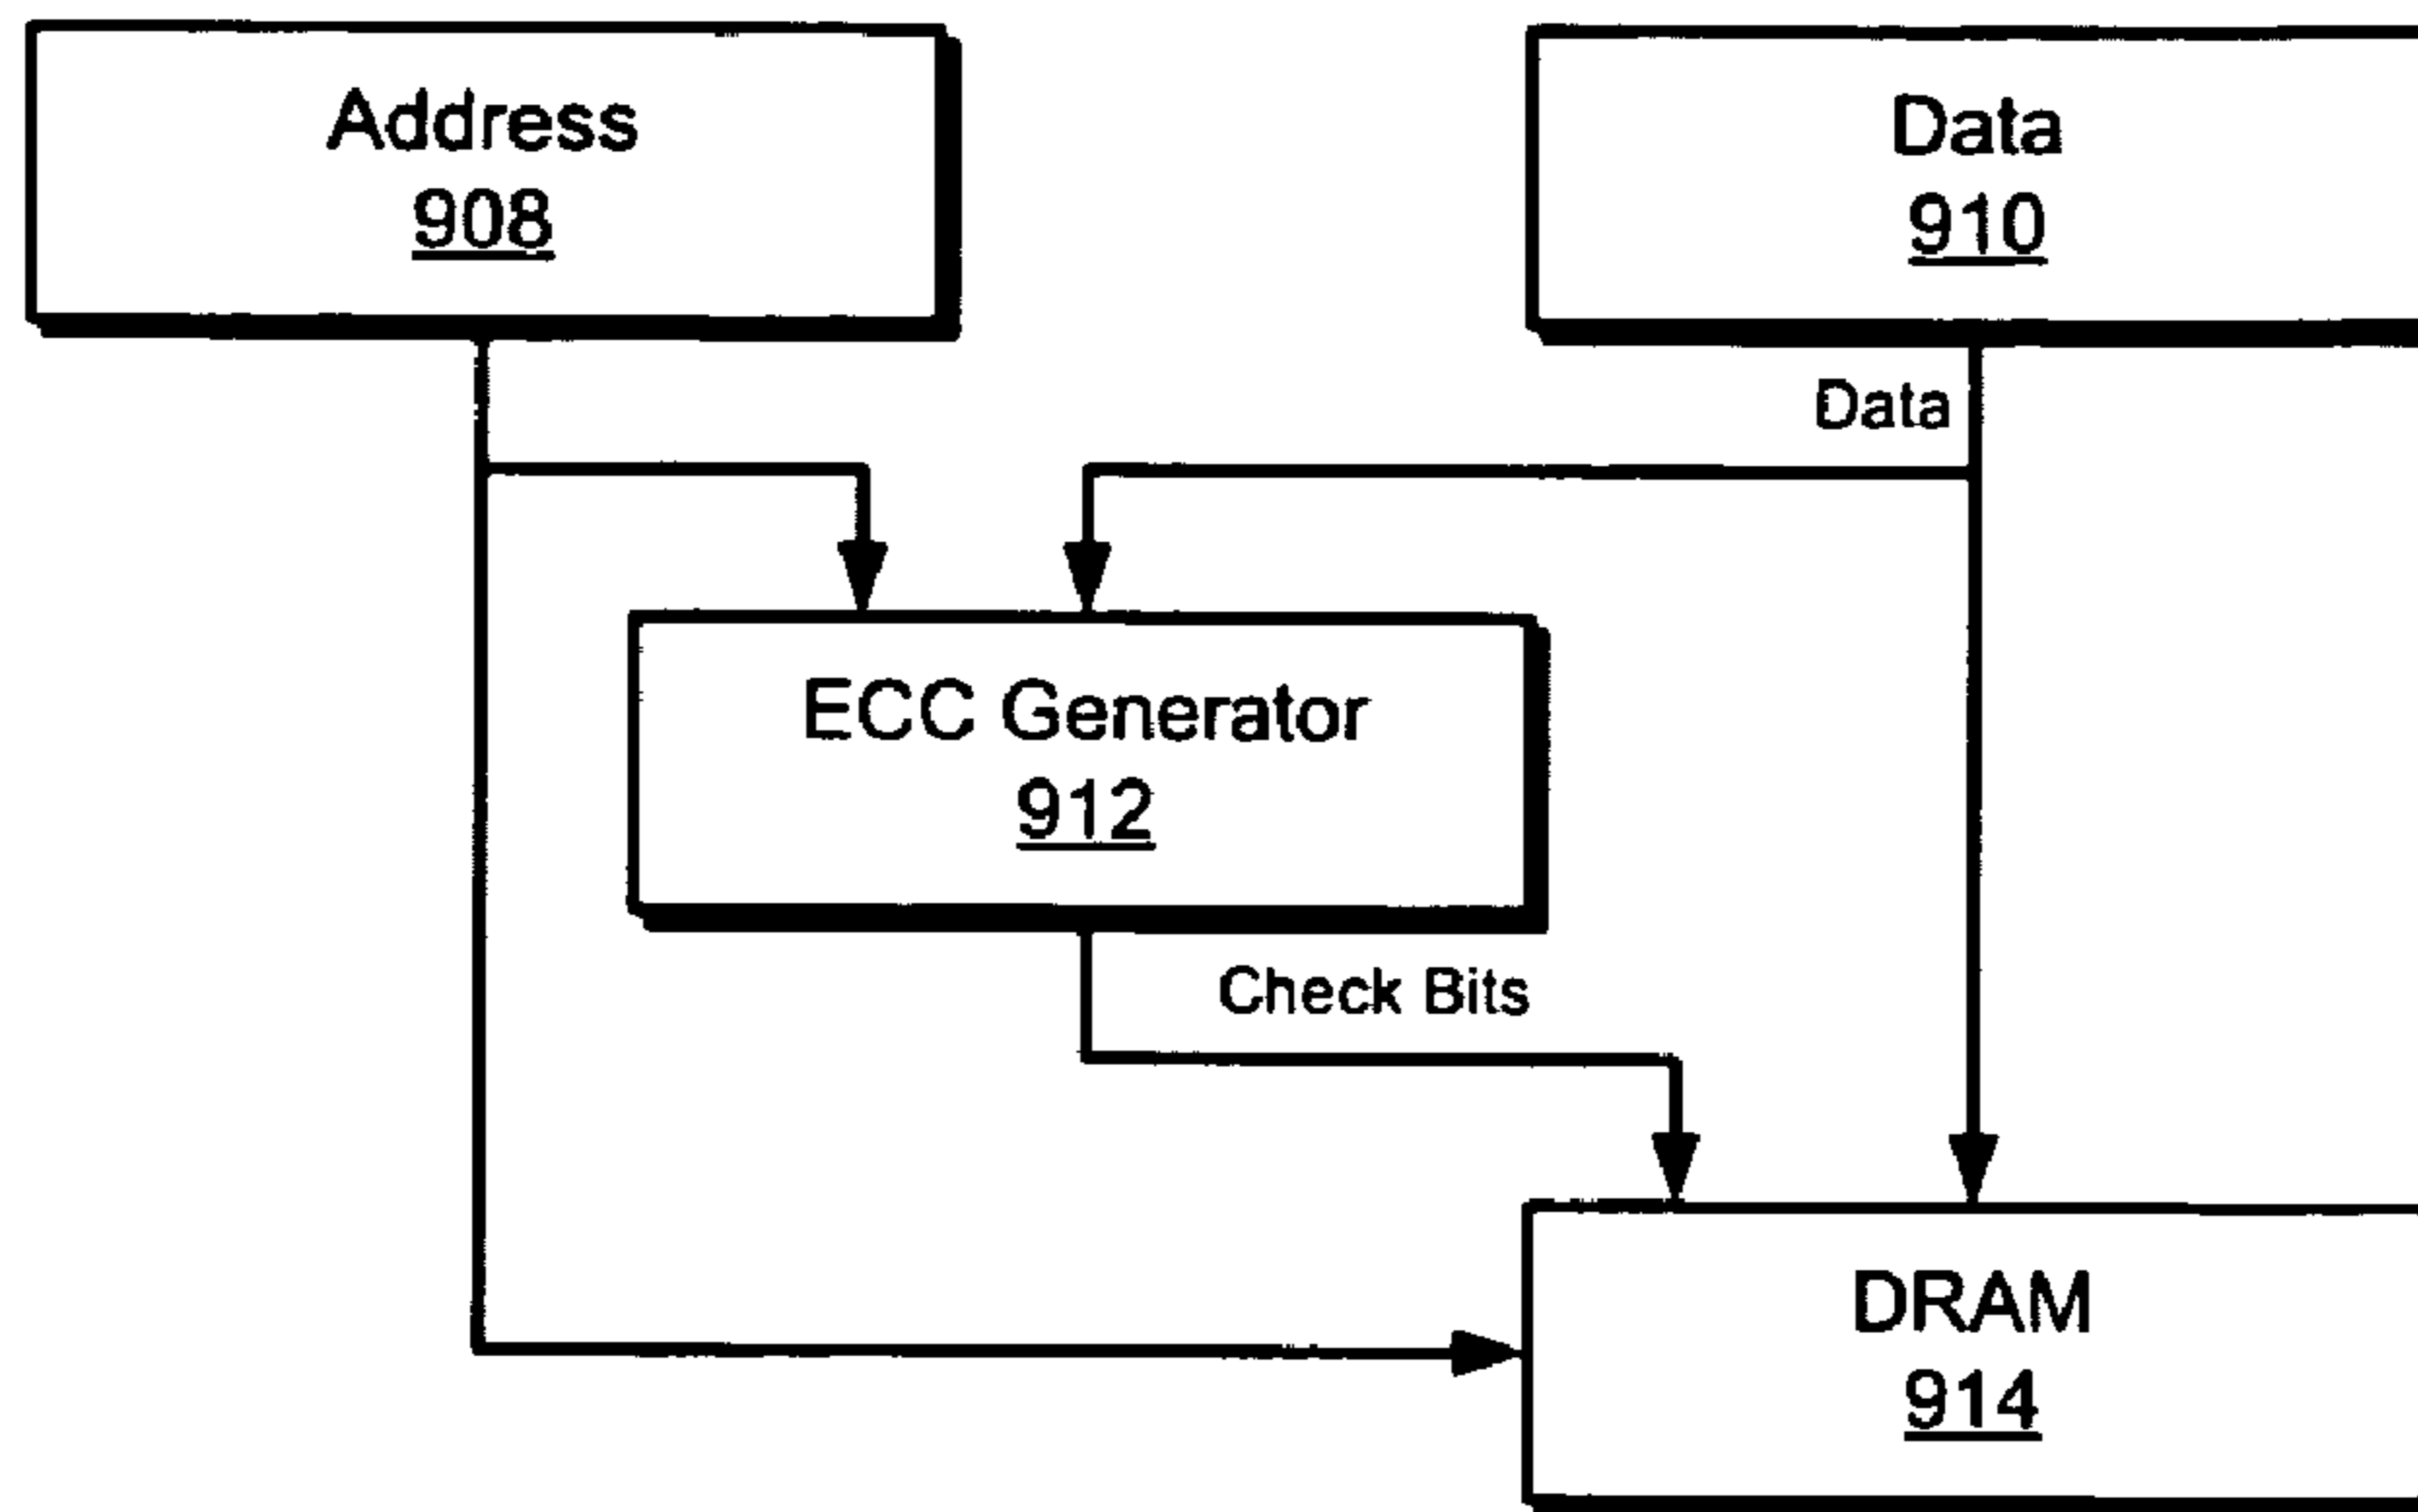 Address
908
Data
910
Data
ECC Generator
912
Check Bits
DRAM
914